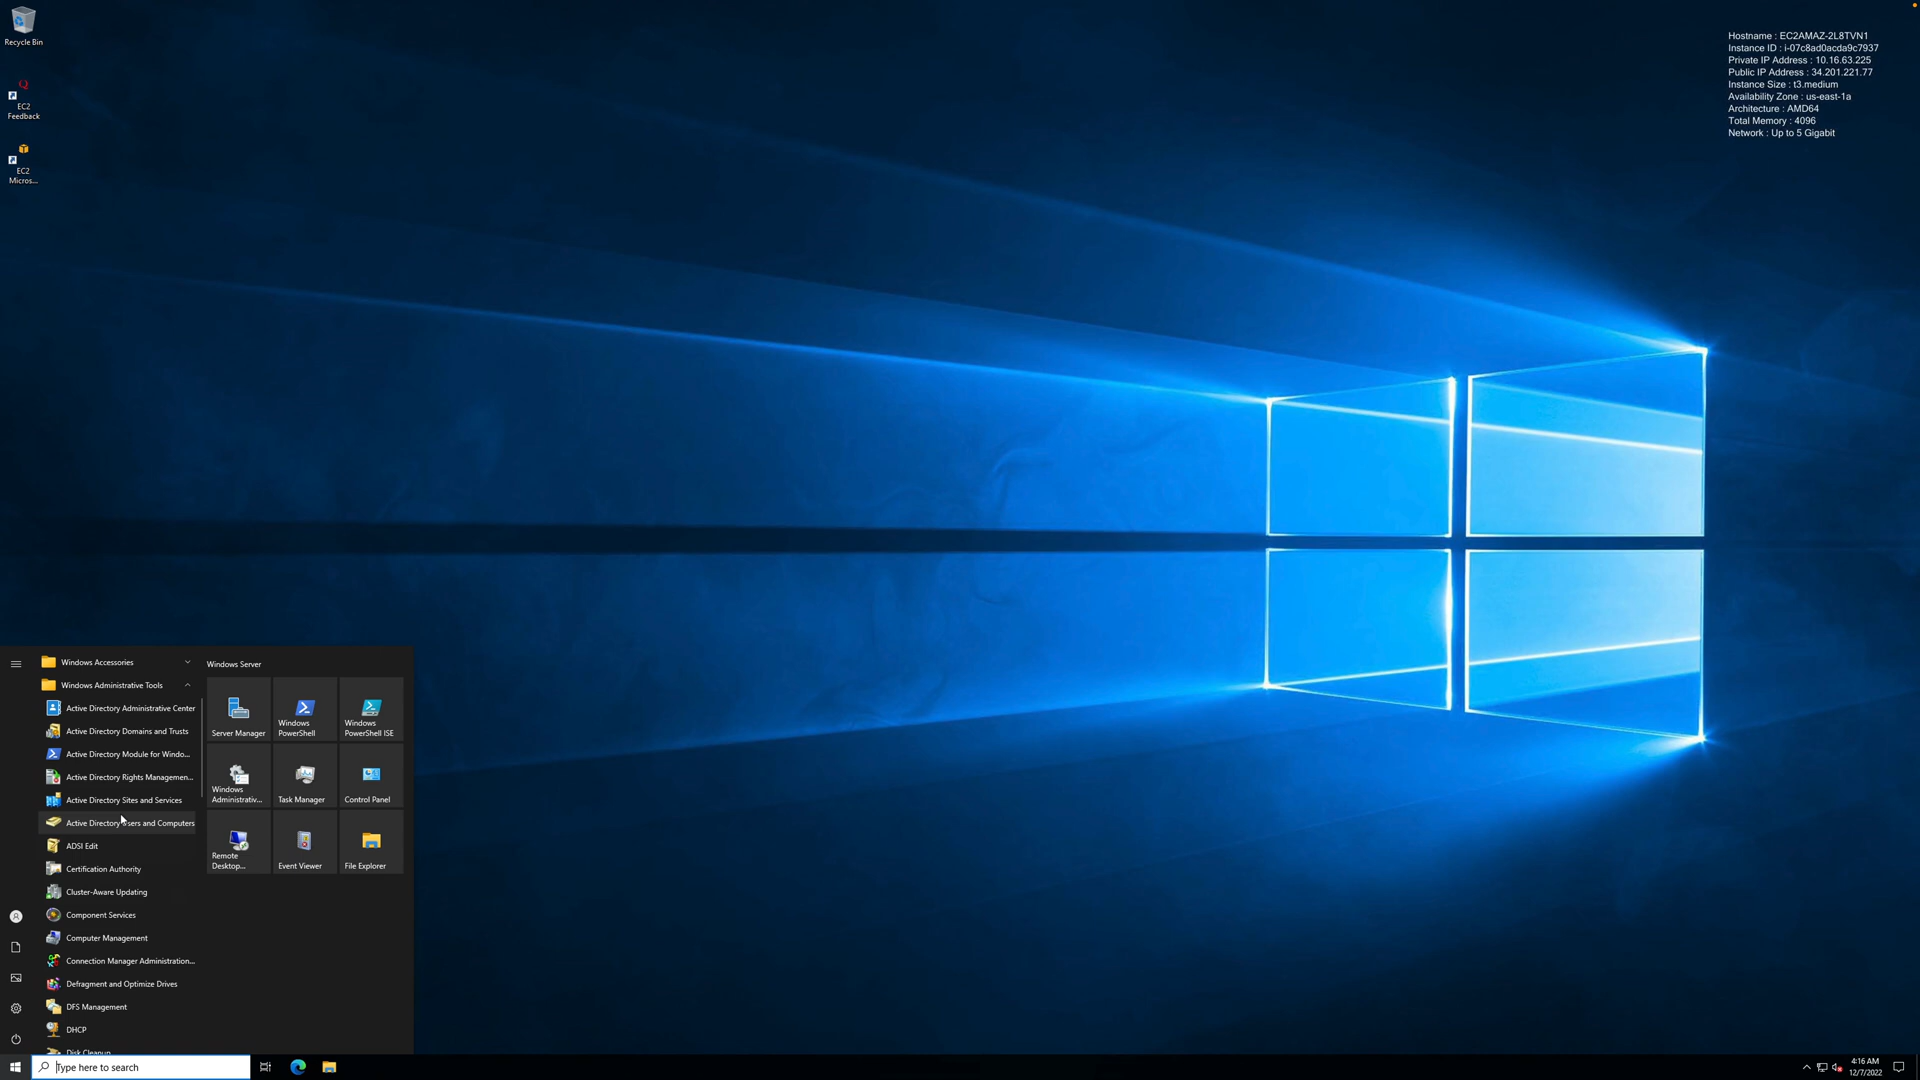 Recycle Bin
EC2
Feedback
EC2
Micros...
Hostname : EC2AMAZ-2L8TVN1
Instance ID : i-07c8ad0acda9c7937
Private IP Address : 10.16.63.225
Public IP Address : 34.201.221.77
Instance Size : t3.medium
Availability Zone : us-east-1a
Architecture : AMD64
Total Memory : 4096
Network : Up to 5 Gigabit
Windows Accessories
Windows Administrative Tools
Active Directory Administrative Center
Active Directory Domains and Trusts
Active Directory Module for Windo...
Active Directory Rights Managemen...
Active Directory Sites and Services
Active Directory Users and Computers
ADSI Edit
Certification Authority
Cluster-Aware Updating
Component Services
Computer Management
Connection Manager Administration...
Defragment and Optimize Drives
DFS Management
DHCP
Disk Cleanup
Windows Server
Server Manager
Windows
PowerShell
Windows
PowerShell ISE
Windows
Administrativ...
Task Manager
Control Panel
Remote
Desktop...
Event Viewer
File Explorer
Type here to search
4:16 AM
12/7/2022